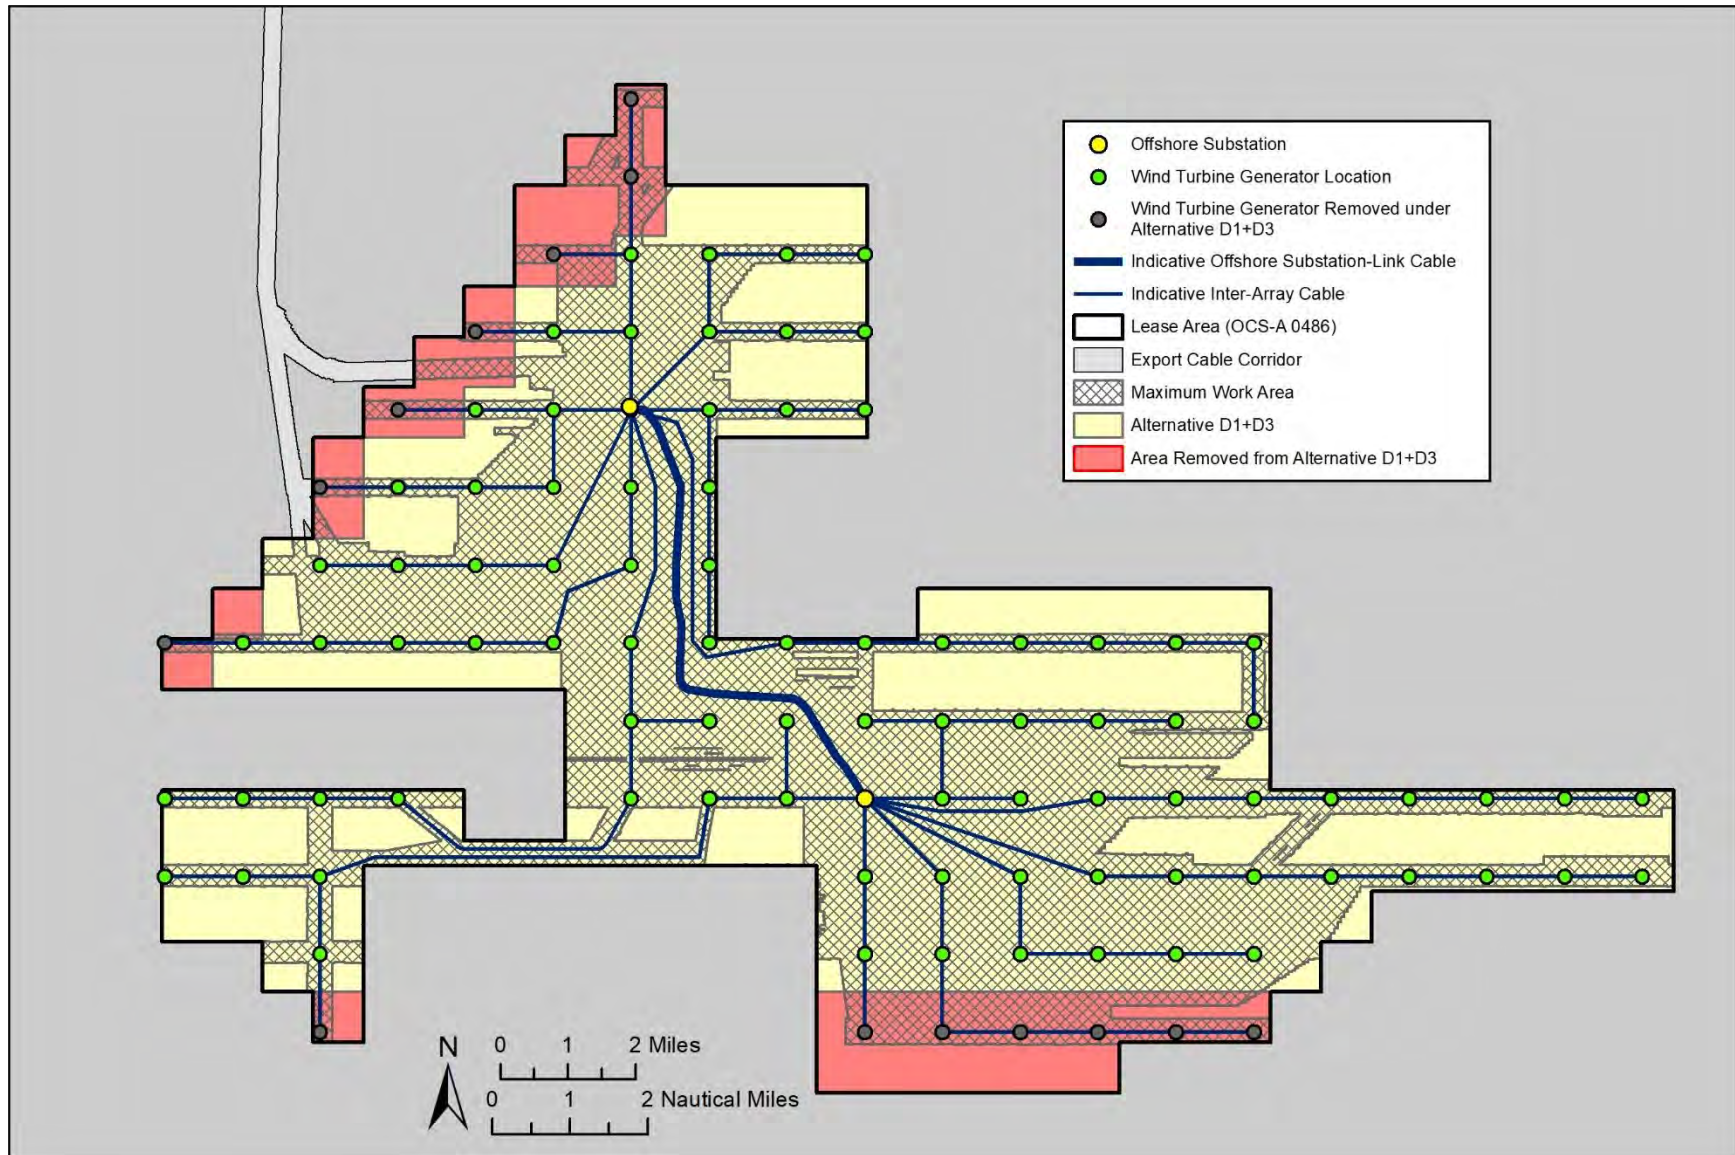 Offshore Substation
Wind Turbine Generator Location
Wind Turbine Generator Removed under
Alternative D1+D3
Indicative Offshore Substation-Link Cable
Indicative Inter-Array Cable
Lease Area (OCS-A 0486)
Export Cable Corridor
Maximum Work Area
Alternative D1+D3
Area Removed from Alternative D1+D3
N
0 1 2 Miles
0 1 2 Nautical Miles